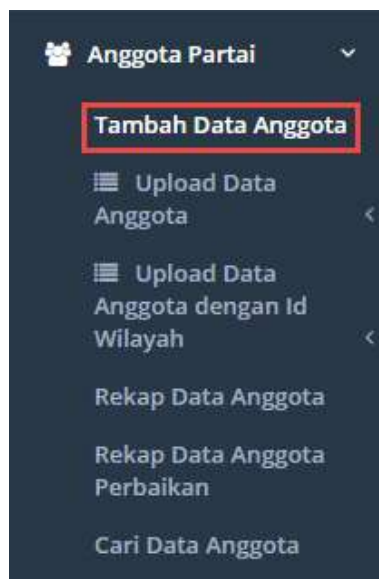 Anggota Partai
Tambah Data Anggota
Upload Data
Anggota
Upload Data
Anggota dengan Id
Wilayah
Rekap Data Anggota
Rekap Data Anggota
Perbaikan
Cari Data Anggota